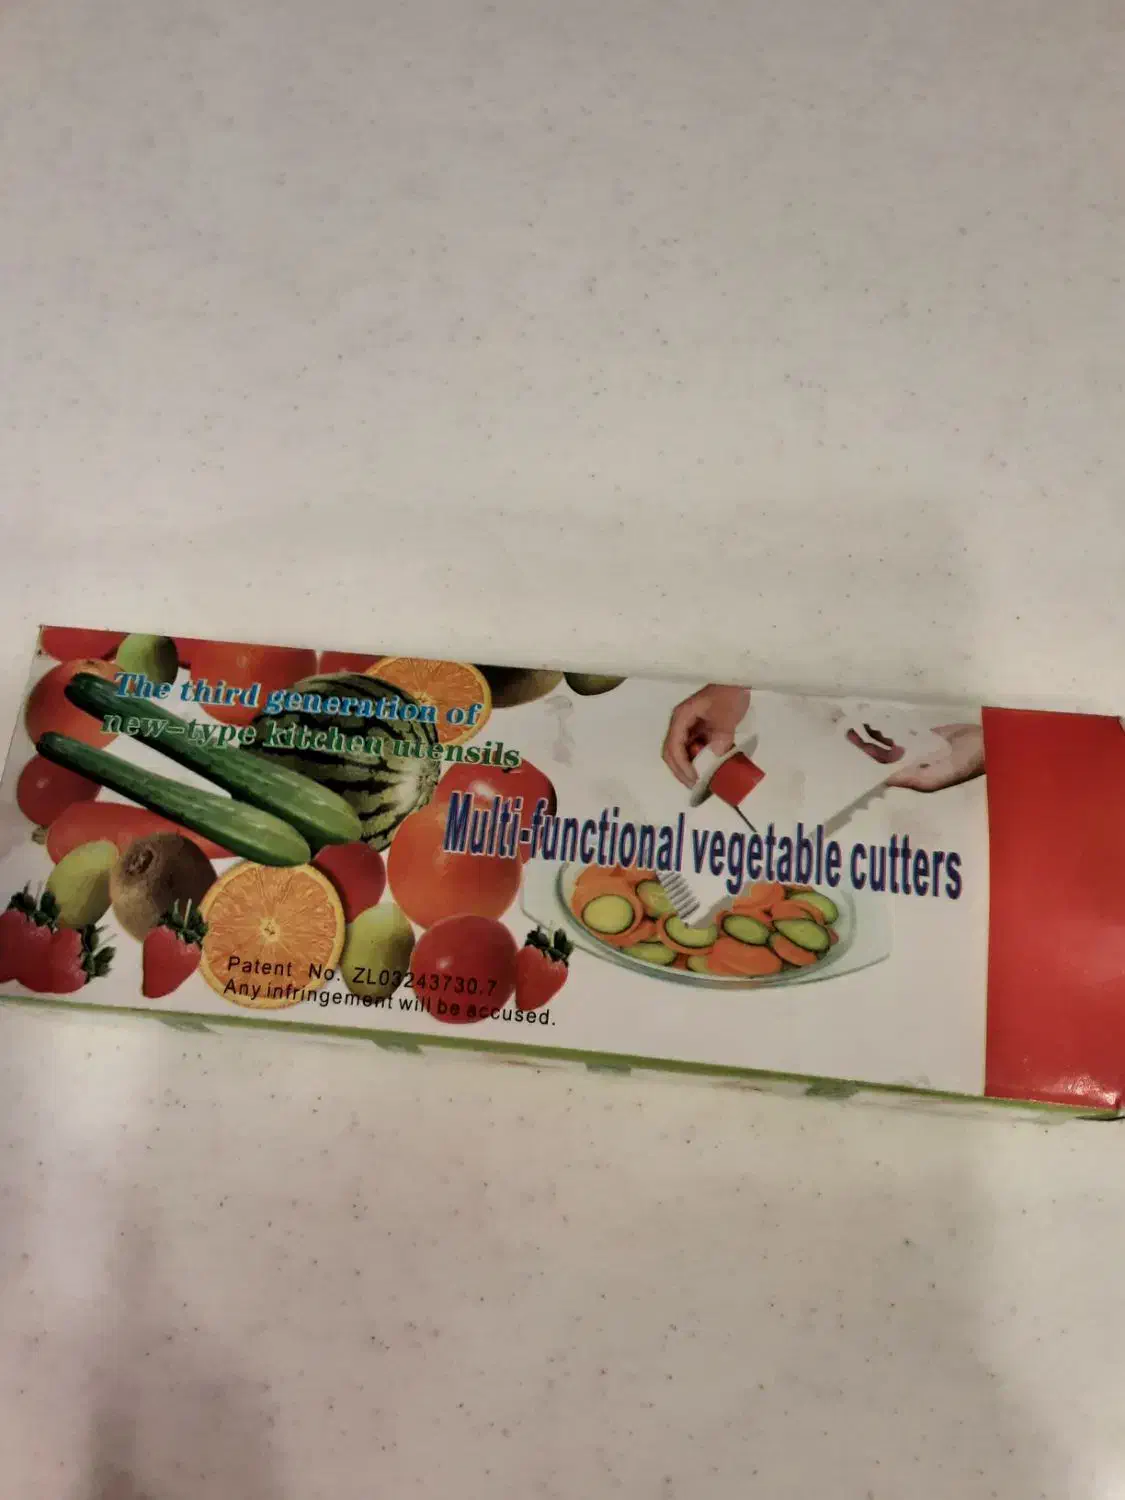 The third generation of
new-type kitchen utensils
Multi-functional vegetable cutters
Patent No. ZL03243730.7
Any infringement will be accused.